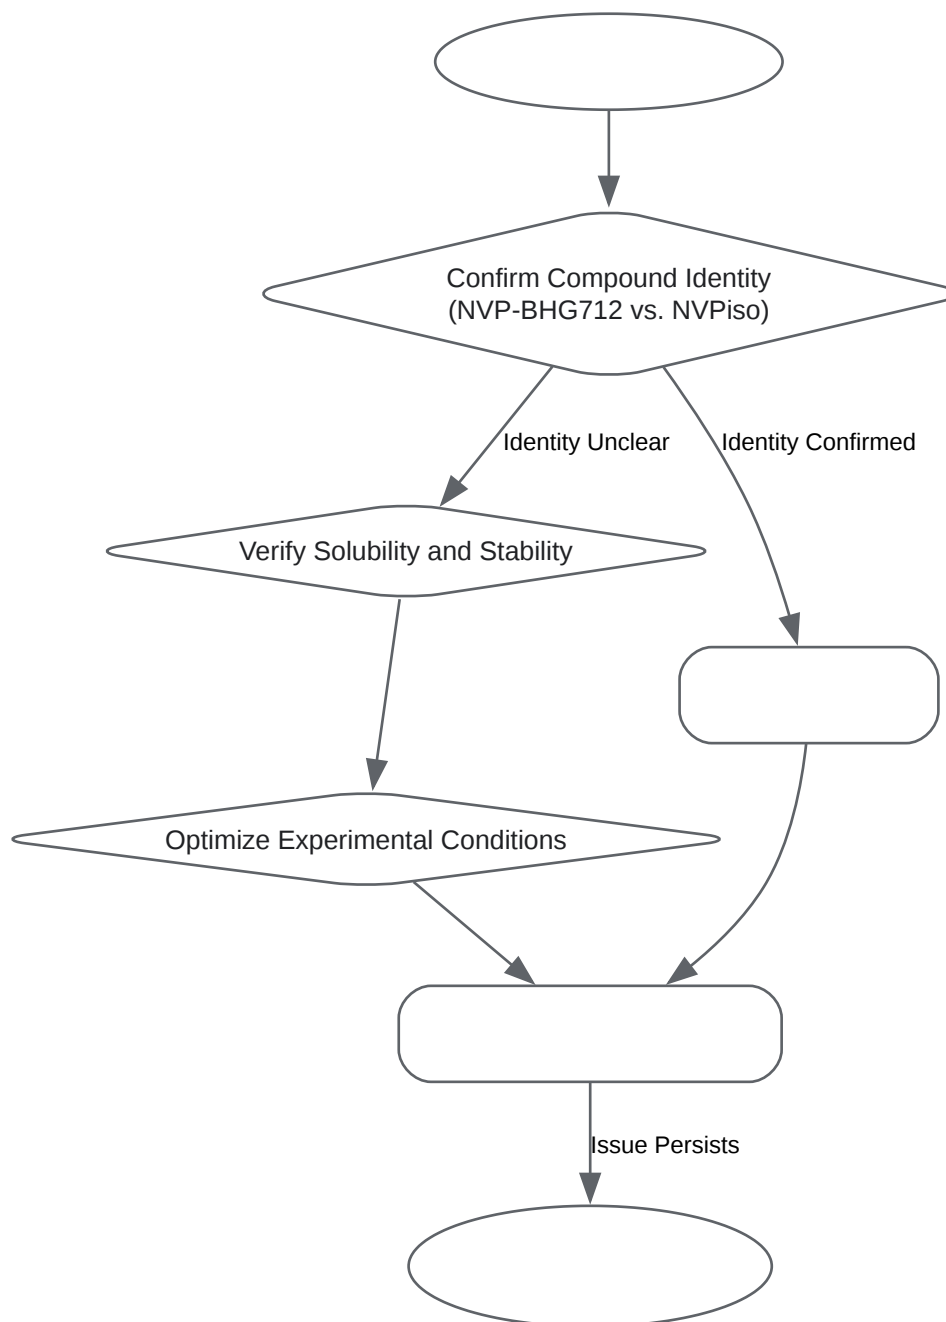 Confirm Compound Identity
(NVP-BHG712 vs. NVPiso)
Identity Unclear
Identity Confirmed
Verify Solubility and Stability
Optimize Experimental Conditions
Issue Persists